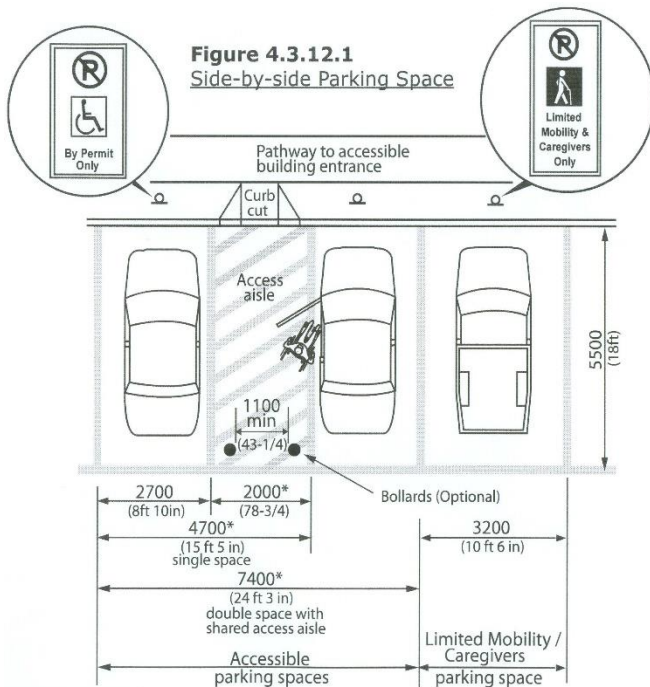 Figure 4.3.12.1
Side-by-side Parking Space
P
By Permit
Only
P
Limited
Mobility &
Caregivers
Only
Pathway to accessible
building entrance
Curb
cut
Access
aisle
5500
(18ft)
1100
min
(43-1/4)
Bollards (Optional)
2700
(8ft 10in)
2000*
(78-3/4)
4700*
(15 ft 5 in)
single space
3200
(10 ft 6 in)
7400*
(24 ft 3 in)
double space with
shared access aisle
Accessible
parking spaces
Limited Mobility /
Caregivers
parking space